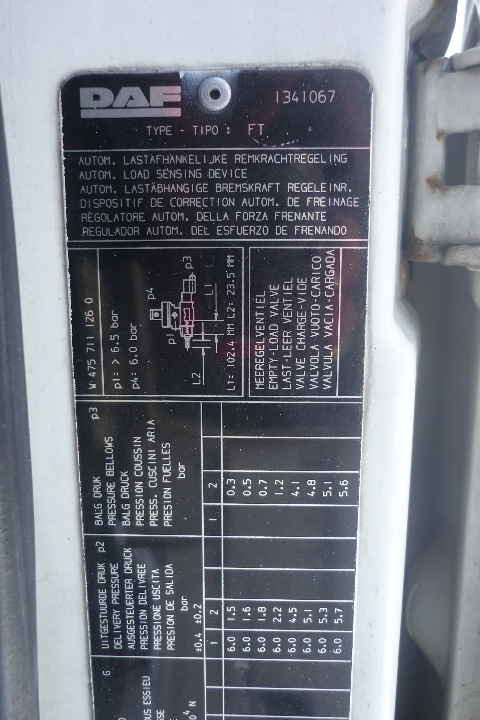 DAF
1341067
TYPE - TIPO : FT
AUTOM. LASTAFHANKELIJKE REMKRACHTREGELING
AUTOM. LOAD SENSING DEVICE
AUTOM. LASTABHANGIGE BREMSKRAFT REGELEINR.
DISPOSITIF DE CORRECTION AUTOM. DE FREINAGE
REGOLATORE AUTOM. DELLA FORZA FRENANTE
REGULADOR AUTOM. DEL ESFUERZO DE FRENANDO
W 475 711 126 0
p1= > 6.5 bar
p4= 6.0 bar
p1
p4
p3
L1
L2
L1= 102.4 MM L2= 23.5 MM
MEEREGELVENTIEL
EMPTY-LOAD VALVE
LAST-LEER VENTIEL
VALVE CHARGE-VIDE
VALVOLA VUOTO-CARICO
VALVULA VACIA-CARGADA
BALG DRUK p3
PRESSURE BELLOWS
BALG DRUCK
PRESSION COUSSIN
PRESS. CUSCINI ARIA
PRESION FUELLES
bar
1 2
0.3
0.5
0.7
1.2
4.1
4.8
5.1
5.6
UITGESTUURDE DRUK p2
DELIVERY PRESSURE
AUSGESTEUERTER DRUCK
PRESSION DELIVREE
PRESSIONE USCITA
PRESION DE SALIDA
bar
±0.4 ±0.2
1 2
6.0 1.5
6.0 1.6
6.0 1.8
6.0 2.2
6.0 4.5
6.0 5.1
6.0 5.3
6.0 5.7
G
OUS ESSIEU
SSE
4 N